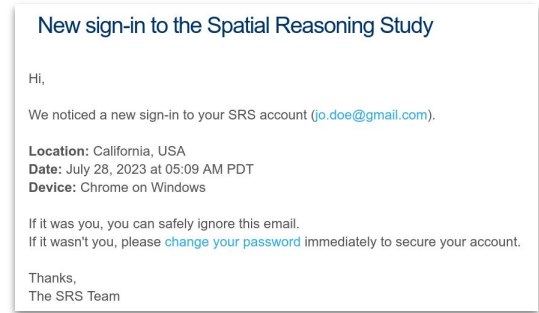 New sign-in to the Spatial Reasoning Study
Hi,
We noticed a new sign-in to your SRS account (jo.doe@gmail.com).
Location: California, USA
Date: July 28, 2023 at 05:09 AM PDT
Device: Chrome on Windows
If it was you, you can safely ignore this email.
If it wasn't you, please change your password immediately to secure your account.
Thanks,
The SRS Team